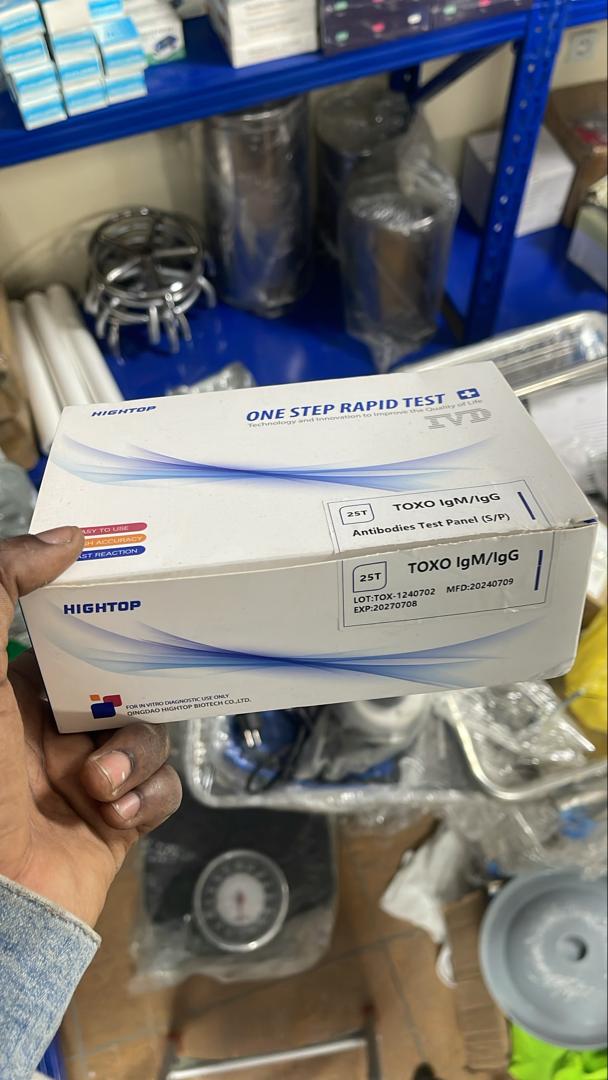 HIGHTOP
ONE STEP RAPID TEST
Technology and Innovation to Improve the Quality of Life
IVD
25T
TOXO IgM/IgG
Antibodies Test Panel (S/P)
ASY TO USE
GH ACCURACY
AST REACTION
25T
TOXO IgM/IgG
LOT:TOX-1240702 MFD:20240709
EXP:20270708
HIGHTOP
FOR IN VITRO DIAGNOSTIC USE ONLY
QINGDAO HIGHTOP BIOTECH CO.,LTD.